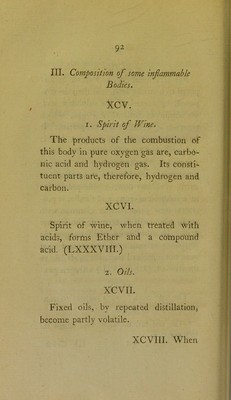 92
III. Composition of some inflammable
Bodies.
XCV.
1. Spirit of Wine.
The products of the combustion of
this body in pure oxygen gas are, carbo-
nic acid and hydrogen gas. Its consti-
tuent parts are, therefore, hydrogen and
carbon.
XCVI.
Spirit of wine, when treated with
acids, forms Ether and a compound
acid. (LXXXVIII.)
2. Oils.
XCVII.
Fixed oils, by repeated distillation,
become partly volatile.
XCVIII. When